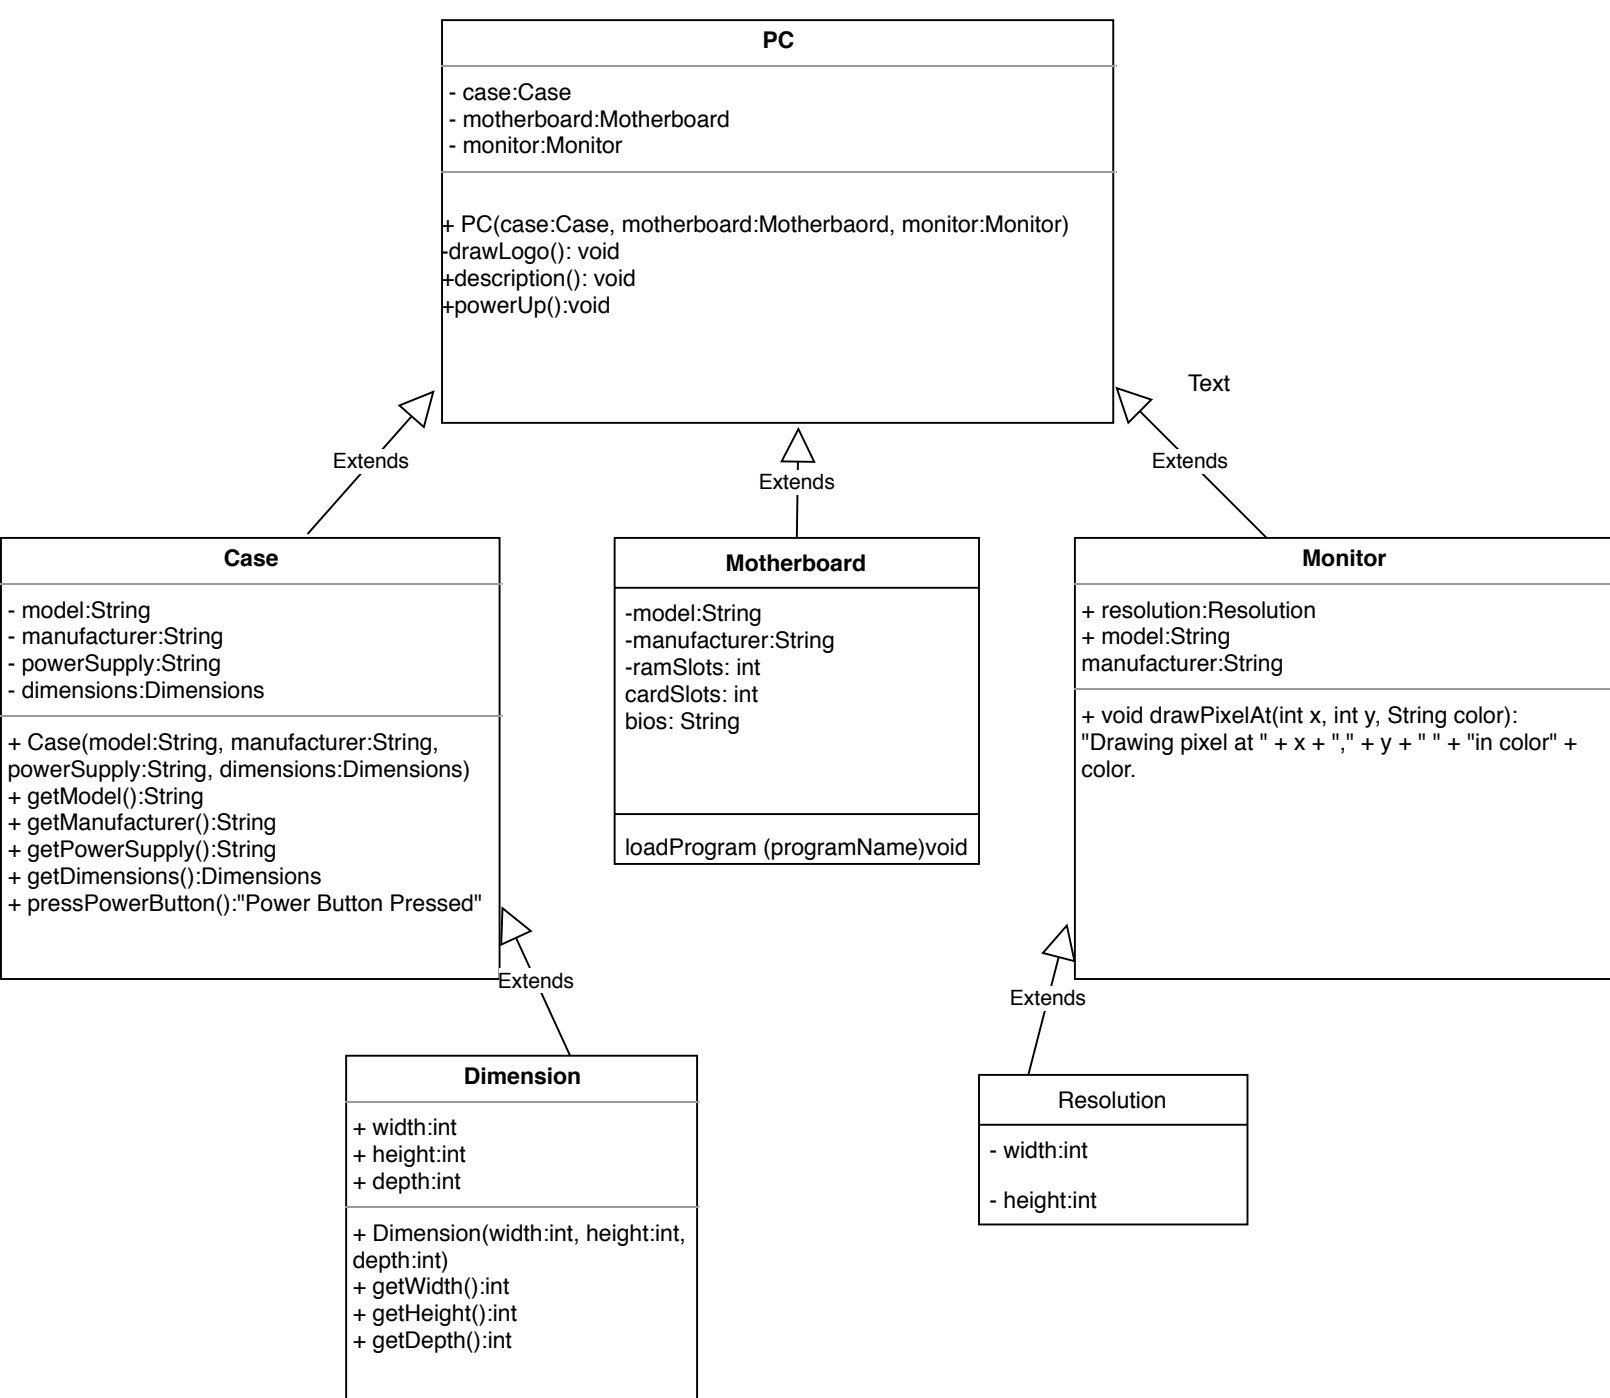 PC
- case:Case
- motherboard:Motherboard
- monitor:Monitor
+ PC(case:Case, motherboard:Motherbaord, monitor:Monitor)
-drawLogo(): void
+description(): void
+powerUp():void
Text
Extends
Extends
Extends
Case
- model:String
- manufacturer:String
- powerSupply:String
- dimensions:Dimensions
+ Case(model:String, manufacturer:String,
powerSupply:String, dimensions:Dimensions)
+ getModel():String
+ getManufacturer():String
+ getPowerSupply():String
+ getDimensions():Dimensions
+ pressPowerButton():"Power Button Pressed"
Motherboard
-model:String
-manufacturer:String
-ramSlots: int
cardSlots: int
bios: String
loadProgram (programName)void
Monitor
+ resolution:Resolution
+ model:String
manufacturer:String
+ void drawPixelAt(int x, int y, String color):
"Drawing pixel at " + x + "," + y + " " + "in color" +
color.
Extends
Extends
Dimension
+ width:int
+ height:int
+ depth:int
+ Dimension(width:int, height:int,
depth:int)
+ getWidth():int
+ getHeight():int
+ getDepth():int
Resolution
- width:int
- height:int